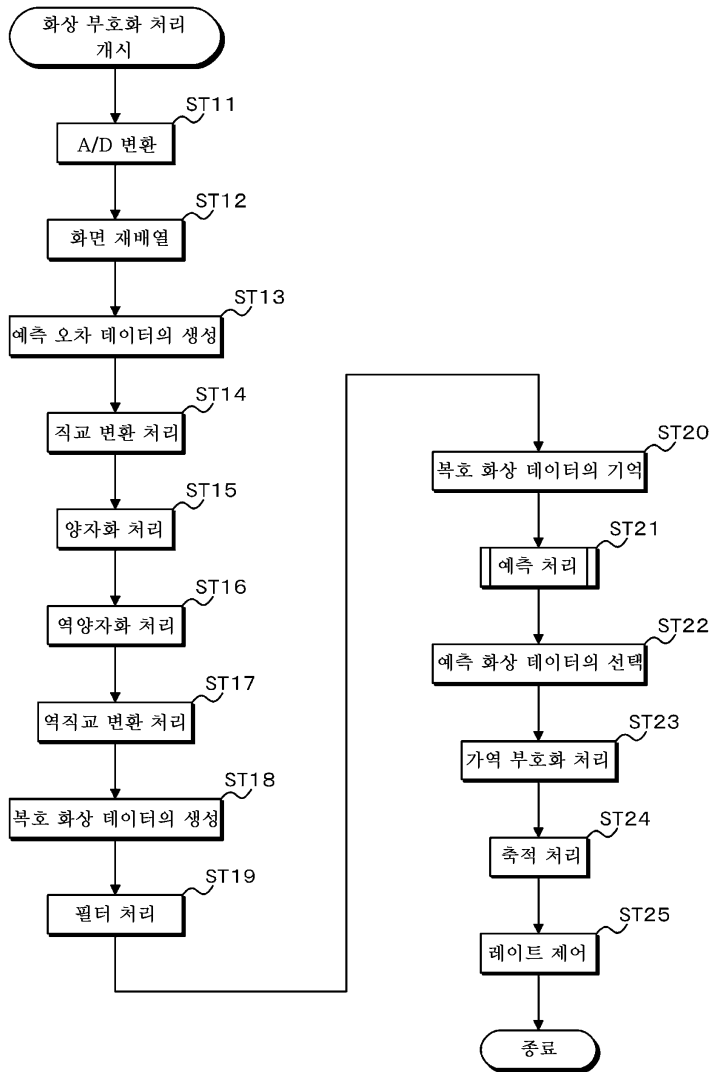 화상 부호화 처리
개시
ST11
A/D 변환
ST12
화면 재배열
ST13
예측 오차 데이터의 생성
ST14
직교 변환 처리
ST15
양자화 처리
ST16
역양자화 처리
ST17
역직교 변환 처리
ST18
복호 화상 데이터의 생성
ST19
필터 처리
ST20
복호 화상 데이터의 기억
ST21
예측 처리
ST22
예측 화상 데이터의 선택
ST23
가역 부호화 처리
ST24
축적 처리
ST25
레이트 제어
종료